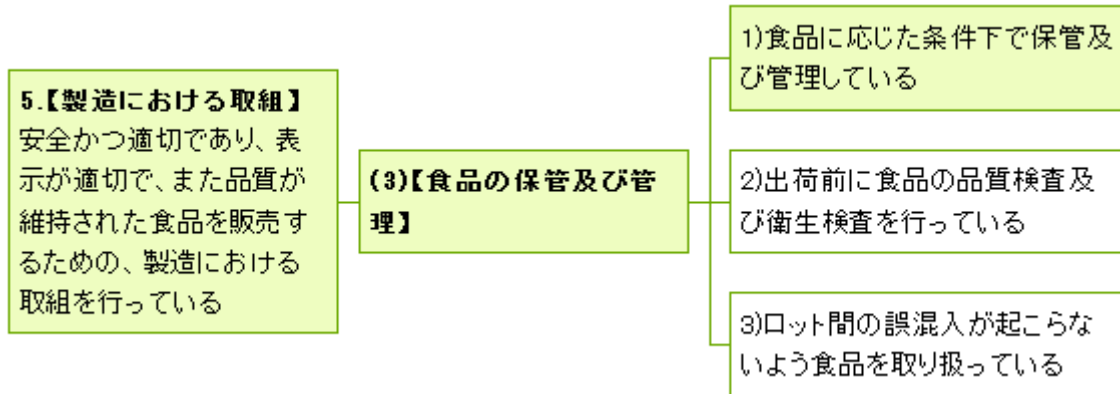 5.【製造における取組】
安全かつ適切であり、表
示が適切で、また品質が
維持された食品を販売す
るための、製造における
取組を行っている
(3)【食品の保管及び管
理】
1)食品に応じた条件下で保管及
び管理している
2)出荷前に食品の品質検査及
び衛生検査を行っている
3)ロット間の誤混入が起こらな
いよう食品を取り扱っている